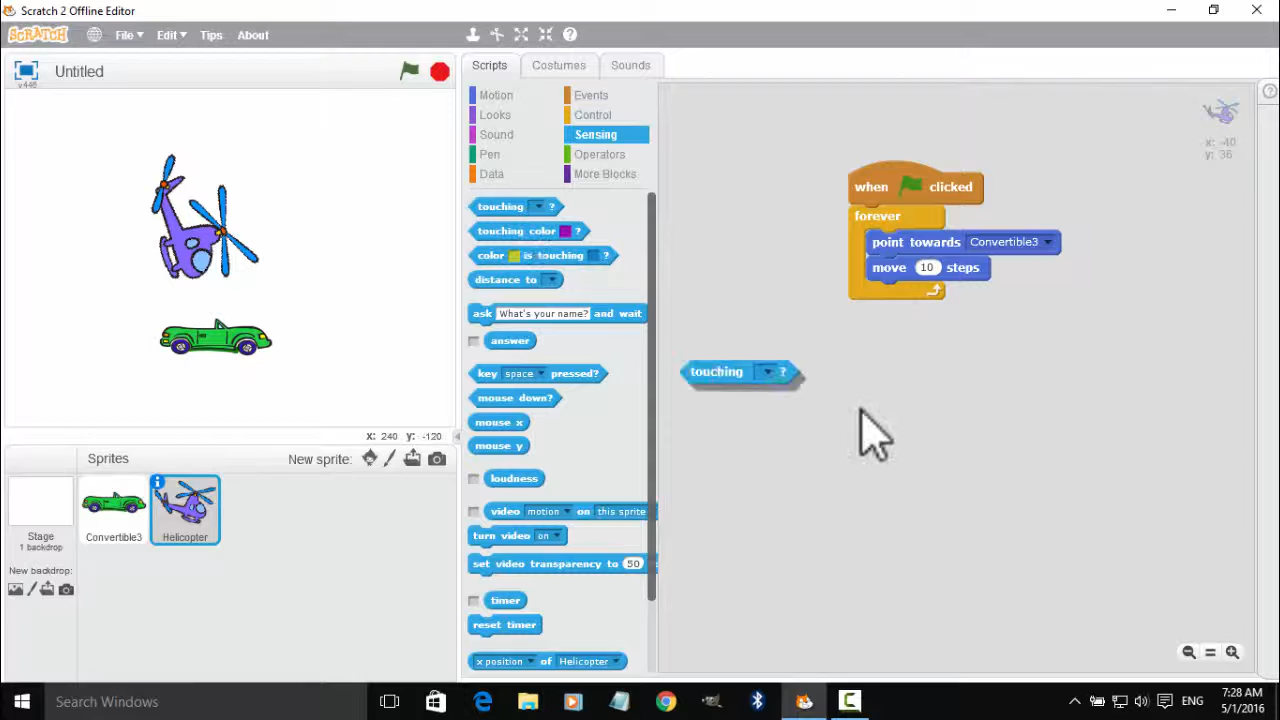 Scratch 2 Offline Editor
SCRATCH File Edit Tips About
v446
Untitled
Scripts Costumes Sounds
Motion Events
Looks Control
Sound Sensing
Pen Operators
Data More Blocks
touching ?
touching color ?
color is touching ?
distance to
ask What's your name? and wait
answer
key space pressed?
mouse down?
mouse x
mouse y
loudness
video motion on this sprite
turn video on
set video transparency to 50
timer
reset timer
x position of Helicopter
x: -40
y: 36
when clicked
forever
point towards Convertible3
move 10 steps
touching ?
x: 240 y: -120
Sprites New sprite:
Stage
1 backdrop
New backdrop:
Convertible3
Helicopter
Search Windows
ENG
7:28 AM
5/1/2016